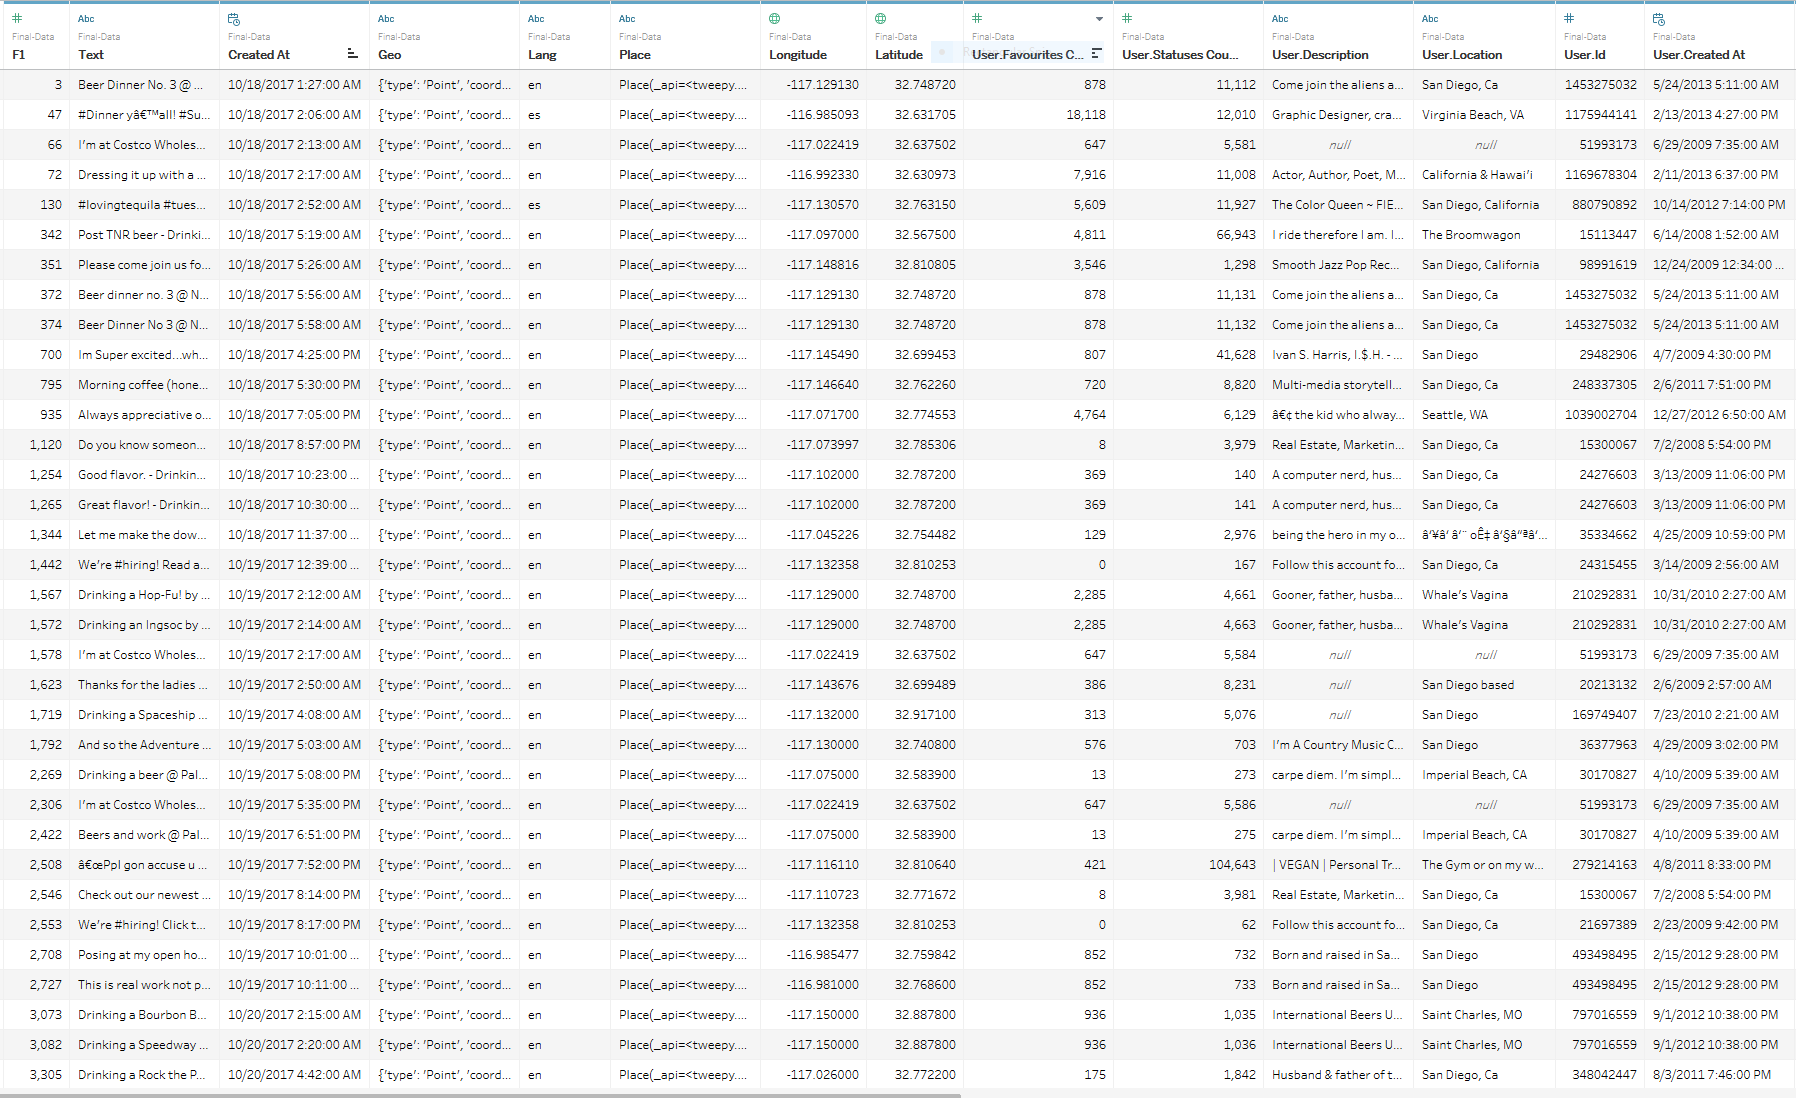 Abc Abc Abc Abc Abc Abc
Final-Data Final-Data Final-Data Final-Data Final-Data Final-Data Final-Data Final-Data Final-Data Final-Data Final-Data Final-Data Final-Data Final-Data
F1 Text Created At Geo Lang Place Longitude Latitude User.Favourites C... User.Statuses Cou... User.Description User.Location User.Id User.Created At
3 Beer Dinner No. 3 @ ... 10/18/2017 1:27:00 AM {'type': 'Point', 'coord... en Place(_api=<tweepy.... -117.129130 32.748720 878 11,112 Come join the aliens a... San Diego, Ca 1453275032 5/24/2013 5:11:00 AM
47 #Dinner yâ€™all! #Su... 10/18/2017 2:06:00 AM {'type': 'Point', 'coord... es Place(_api=<tweepy.... -116.985093 32.631705 18,118 12,010 Graphic Designer, cra... Virginia Beach, VA 1175944141 2/13/2013 4:27:00 PM
66 I'm at Costco Wholes... 10/18/2017 2:13:00 AM {'type': 'Point', 'coord... en Place(_api=<tweepy.... -117.022419 32.637502 647 5,581 null null 51993173 6/29/2009 7:35:00 AM
72 Dressing it up with a ... 10/18/2017 2:17:00 AM {'type': 'Point', 'coord... en Place(_api=<tweepy.... -116.992330 32.630973 7,916 11,008 Actor, Author, Poet, M... California & Hawai'i 1169678304 2/11/2013 6:37:00 PM
130 #lovingtequila #tues... 10/18/2017 2:52:00 AM {'type': 'Point', 'coord... es Place(_api=<tweepy.... -117.130570 32.763150 5,609 11,927 The Color Queen ~ FIE... San Diego, California 880790892 10/14/2012 7:14:00 PM
342 Post TNR beer - Drinki... 10/18/2017 5:19:00 AM {'type': 'Point', 'coord... en Place(_api=<tweepy.... -117.097000 32.567500 4,811 66,943 I ride therefore I am. I... The Broomwagon 15113447 6/14/2008 1:52:00 AM
351 Please come join us fo... 10/18/2017 5:26:00 AM {'type': 'Point', 'coord... en Place(_api=<tweepy.... -117.148816 32.810805 3,546 1,298 Smooth Jazz Pop Rec... San Diego, California 98991619 12/24/2009 12:34:00 ...
372 Beer dinner no. 3 @ N... 10/18/2017 5:56:00 AM {'type': 'Point', 'coord... en Place(_api=<tweepy.... -117.129130 32.748720 878 11,131 Come join the aliens a... San Diego, Ca 1453275032 5/24/2013 5:11:00 AM
374 Beer Dinner No 3 @ N... 10/18/2017 5:58:00 AM {'type': 'Point', 'coord... en Place(_api=<tweepy.... -117.129130 32.748720 878 11,132 Come join the aliens a... San Diego, Ca 1453275032 5/24/2013 5:11:00 AM
700 Im Super excited...wh... 10/18/2017 4:25:00 PM {'type': 'Point', 'coord... en Place(_api=<tweepy.... -117.145490 32.699453 807 41,628 Ivan S. Harris, I.$.H. - ... San Diego 29482906 4/7/2009 4:30:00 PM
795 Morning coffee (hone... 10/18/2017 5:30:00 PM {'type': 'Point', 'coord... en Place(_api=<tweepy.... -117.146640 32.762260 720 8,820 Multi-media storytell... San Diego, Ca 248337305 2/6/2011 7:51:00 PM
935 Always appreciative o... 10/18/2017 7:05:00 PM {'type': 'Point', 'coord... en Place(_api=<tweepy.... -117.071700 32.774553 4,764 6,129 â€¢ the kid who alway... Seattle, WA 1039002704 12/27/2012 6:50:00 AM
1,120 Do you know someon... 10/18/2017 8:57:00 PM {'type': 'Point', 'coord... en Place(_api=<tweepy.... -117.073997 32.785306 8 3,979 Real Estate, Marketin... San Diego, Ca 15300067 7/2/2008 5:54:00 PM
1,254 Good flavor. - Drinkin... 10/18/2017 10:23:00 ... {'type': 'Point', 'coord... en Place(_api=<tweepy.... -117.102000 32.787200 369 140 A computer nerd, hus... San Diego, Ca 24276603 3/13/2009 11:06:00 PM
1,265 Great flavor! - Drinkin... 10/18/2017 10:30:00 ... {'type': 'Point', 'coord... en Place(_api=<tweepy.... -117.102000 32.787200 369 141 A computer nerd, hus... San Diego, Ca 24276603 3/13/2009 11:06:00 PM
1,344 Let me make the dow... 10/18/2017 11:37:00 ... {'type': 'Point', 'coord... en Place(_api=<tweepy.... -117.045226 32.754482 129 2,976 being the hero in my o... 35334662 4/25/2009 10:59:00 PM
1,442 We're #hiring! Read a... 10/19/2017 12:39:00 ... {'type': 'Point', 'coord... en Place(_api=<tweepy.... -117.132358 32.810253 0 167 Follow this account fo... San Diego, Ca 24315455 3/14/2009 2:56:00 AM
1,567 Drinking a Hop-Fu! by ... 10/19/2017 2:12:00 AM {'type': 'Point', 'coord... en Place(_api=<tweepy.... -117.129000 32.748700 2,285 4,661 Gooner, father, husba... Whale's Vagina 210292831 10/31/2010 2:27:00 AM
1,572 Drinking an Ingsoc by ... 10/19/2017 2:14:00 AM {'type': 'Point', 'coord... en Place(_api=<tweepy.... -117.129000 32.748700 2,285 4,663 Gooner, father, husba... Whale's Vagina 210292831 10/31/2010 2:27:00 AM
1,578 I'm at Costco Wholes... 10/19/2017 2:17:00 AM {'type': 'Point', 'coord... en Place(_api=<tweepy.... -117.022419 32.637502 647 5,584 null null 51993173 6/29/2009 7:35:00 AM
1,623 Thanks for the ladies ... 10/19/2017 2:50:00 AM {'type': 'Point', 'coord... en Place(_api=<tweepy.... -117.143676 32.699489 386 8,231 null San Diego based 20213132 2/6/2009 2:57:00 AM
1,719 Drinking a Spaceship ... 10/19/2017 4:08:00 AM {'type': 'Point', 'coord... en Place(_api=<tweepy.... -117.132000 32.917100 313 5,076 null San Diego 169749407 7/23/2010 2:21:00 AM
1,792 And so the Adventure ... 10/19/2017 5:03:00 AM {'type': 'Point', 'coord... en Place(_api=<tweepy.... -117.130000 32.740800 576 703 I'm A Country Music C... San Diego 36377963 4/29/2009 3:02:00 PM
2,269 Drinking a beer @ Pal... 10/19/2017 5:08:00 PM {'type': 'Point', 'coord... en Place(_api=<tweepy.... -117.075000 32.583900 13 273 carpe diem. I'm simpl... Imperial Beach, CA 30170827 4/10/2009 5:39:00 AM
2,306 I'm at Costco Wholes... 10/19/2017 5:35:00 PM {'type': 'Point', 'coord... en Place(_api=<tweepy.... -117.022419 32.637502 647 5,586 null null 51993173 6/29/2009 7:35:00 AM
2,422 Beers and work @ Pal... 10/19/2017 6:51:00 PM {'type': 'Point', 'coord... en Place(_api=<tweepy.... -117.075000 32.583900 13 275 carpe diem. I'm simpl... Imperial Beach, CA 30170827 4/10/2009 5:39:00 AM
2,508 â€œPpl gon accuse u ... 10/19/2017 7:52:00 PM {'type': 'Point', 'coord... en Place(_api=<tweepy.... -117.116110 32.810640 421 104,643 | VEGAN | Personal Tr... The Gym or on my w... 279214163 4/8/2011 8:33:00 PM
2,546 Check out our newest ... 10/19/2017 8:14:00 PM {'type': 'Point', 'coord... en Place(_api=<tweepy.... -117.110723 32.771672 8 3,981 Real Estate, Marketin... San Diego, Ca 15300067 7/2/2008 5:54:00 PM
2,553 We're #hiring! Click t... 10/19/2017 8:17:00 PM {'type': 'Point', 'coord... en Place(_api=<tweepy.... -117.132358 32.810253 0 62 Follow this account fo... San Diego, Ca 21697389 2/23/2009 9:42:00 PM
2,708 Posing at my open ho... 10/19/2017 10:01:00 ... {'type': 'Point', 'coord... en Place(_api=<tweepy.... -116.985477 32.759842 852 732 Born and raised in Sa... San Diego 493498495 2/15/2012 9:28:00 PM
2,727 This is real work not p... 10/19/2017 10:11:00 ... {'type': 'Point', 'coord... en Place(_api=<tweepy.... -116.981000 32.768600 852 733 Born and raised in Sa... San Diego 493498495 2/15/2012 9:28:00 PM
3,073 Drinking a Bourbon B... 10/20/2017 2:15:00 AM {'type': 'Point', 'coord... en Place(_api=<tweepy.... -117.150000 32.887800 936 1,035 International Beers U... Saint Charles, MO 797016559 9/1/2012 10:38:00 PM
3,082 Drinking a Speedway ... 10/20/2017 2:20:00 AM {'type': 'Point', 'coord... en Place(_api=<tweepy.... -117.150000 32.887800 936 1,036 International Beers U... Saint Charles, MO 797016559 9/1/2012 10:38:00 PM
3,305 Drinking a Rock the P... 10/20/2017 4:42:00 AM {'type': 'Point', 'coord... en Place(_api=<tweepy.... -117.026000 32.772200 175 1,842 Husband & father of t... San Diego, Ca 348042447 8/3/2011 7:46:00 PM